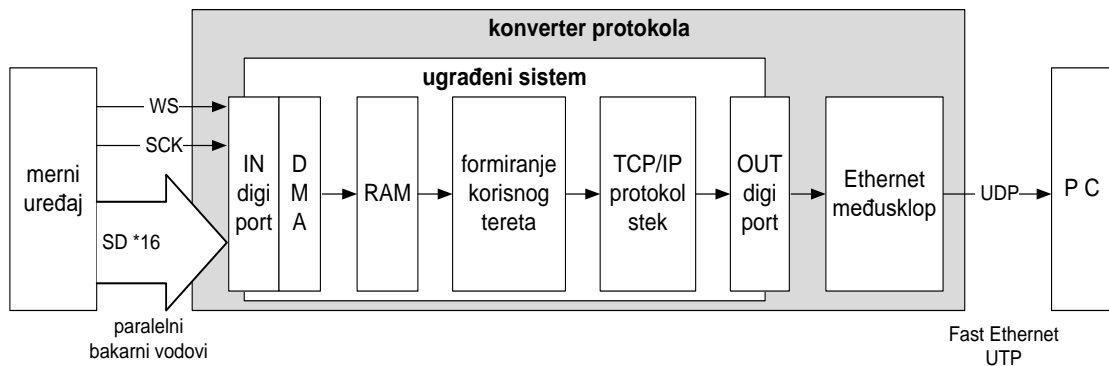 konverter protokola
ugrađeni sistem
merni
uređaj
WS
SCK
SD *16
paralelni
bakarni vodovi
IN
digi
port
D
M
A
RAM
formiranje
korisnog
tereta
TCP/IP
protokol
stek
OUT
digi
port
Ethernet
međusklop
UDP
P C
Fast Ethernet
UTP